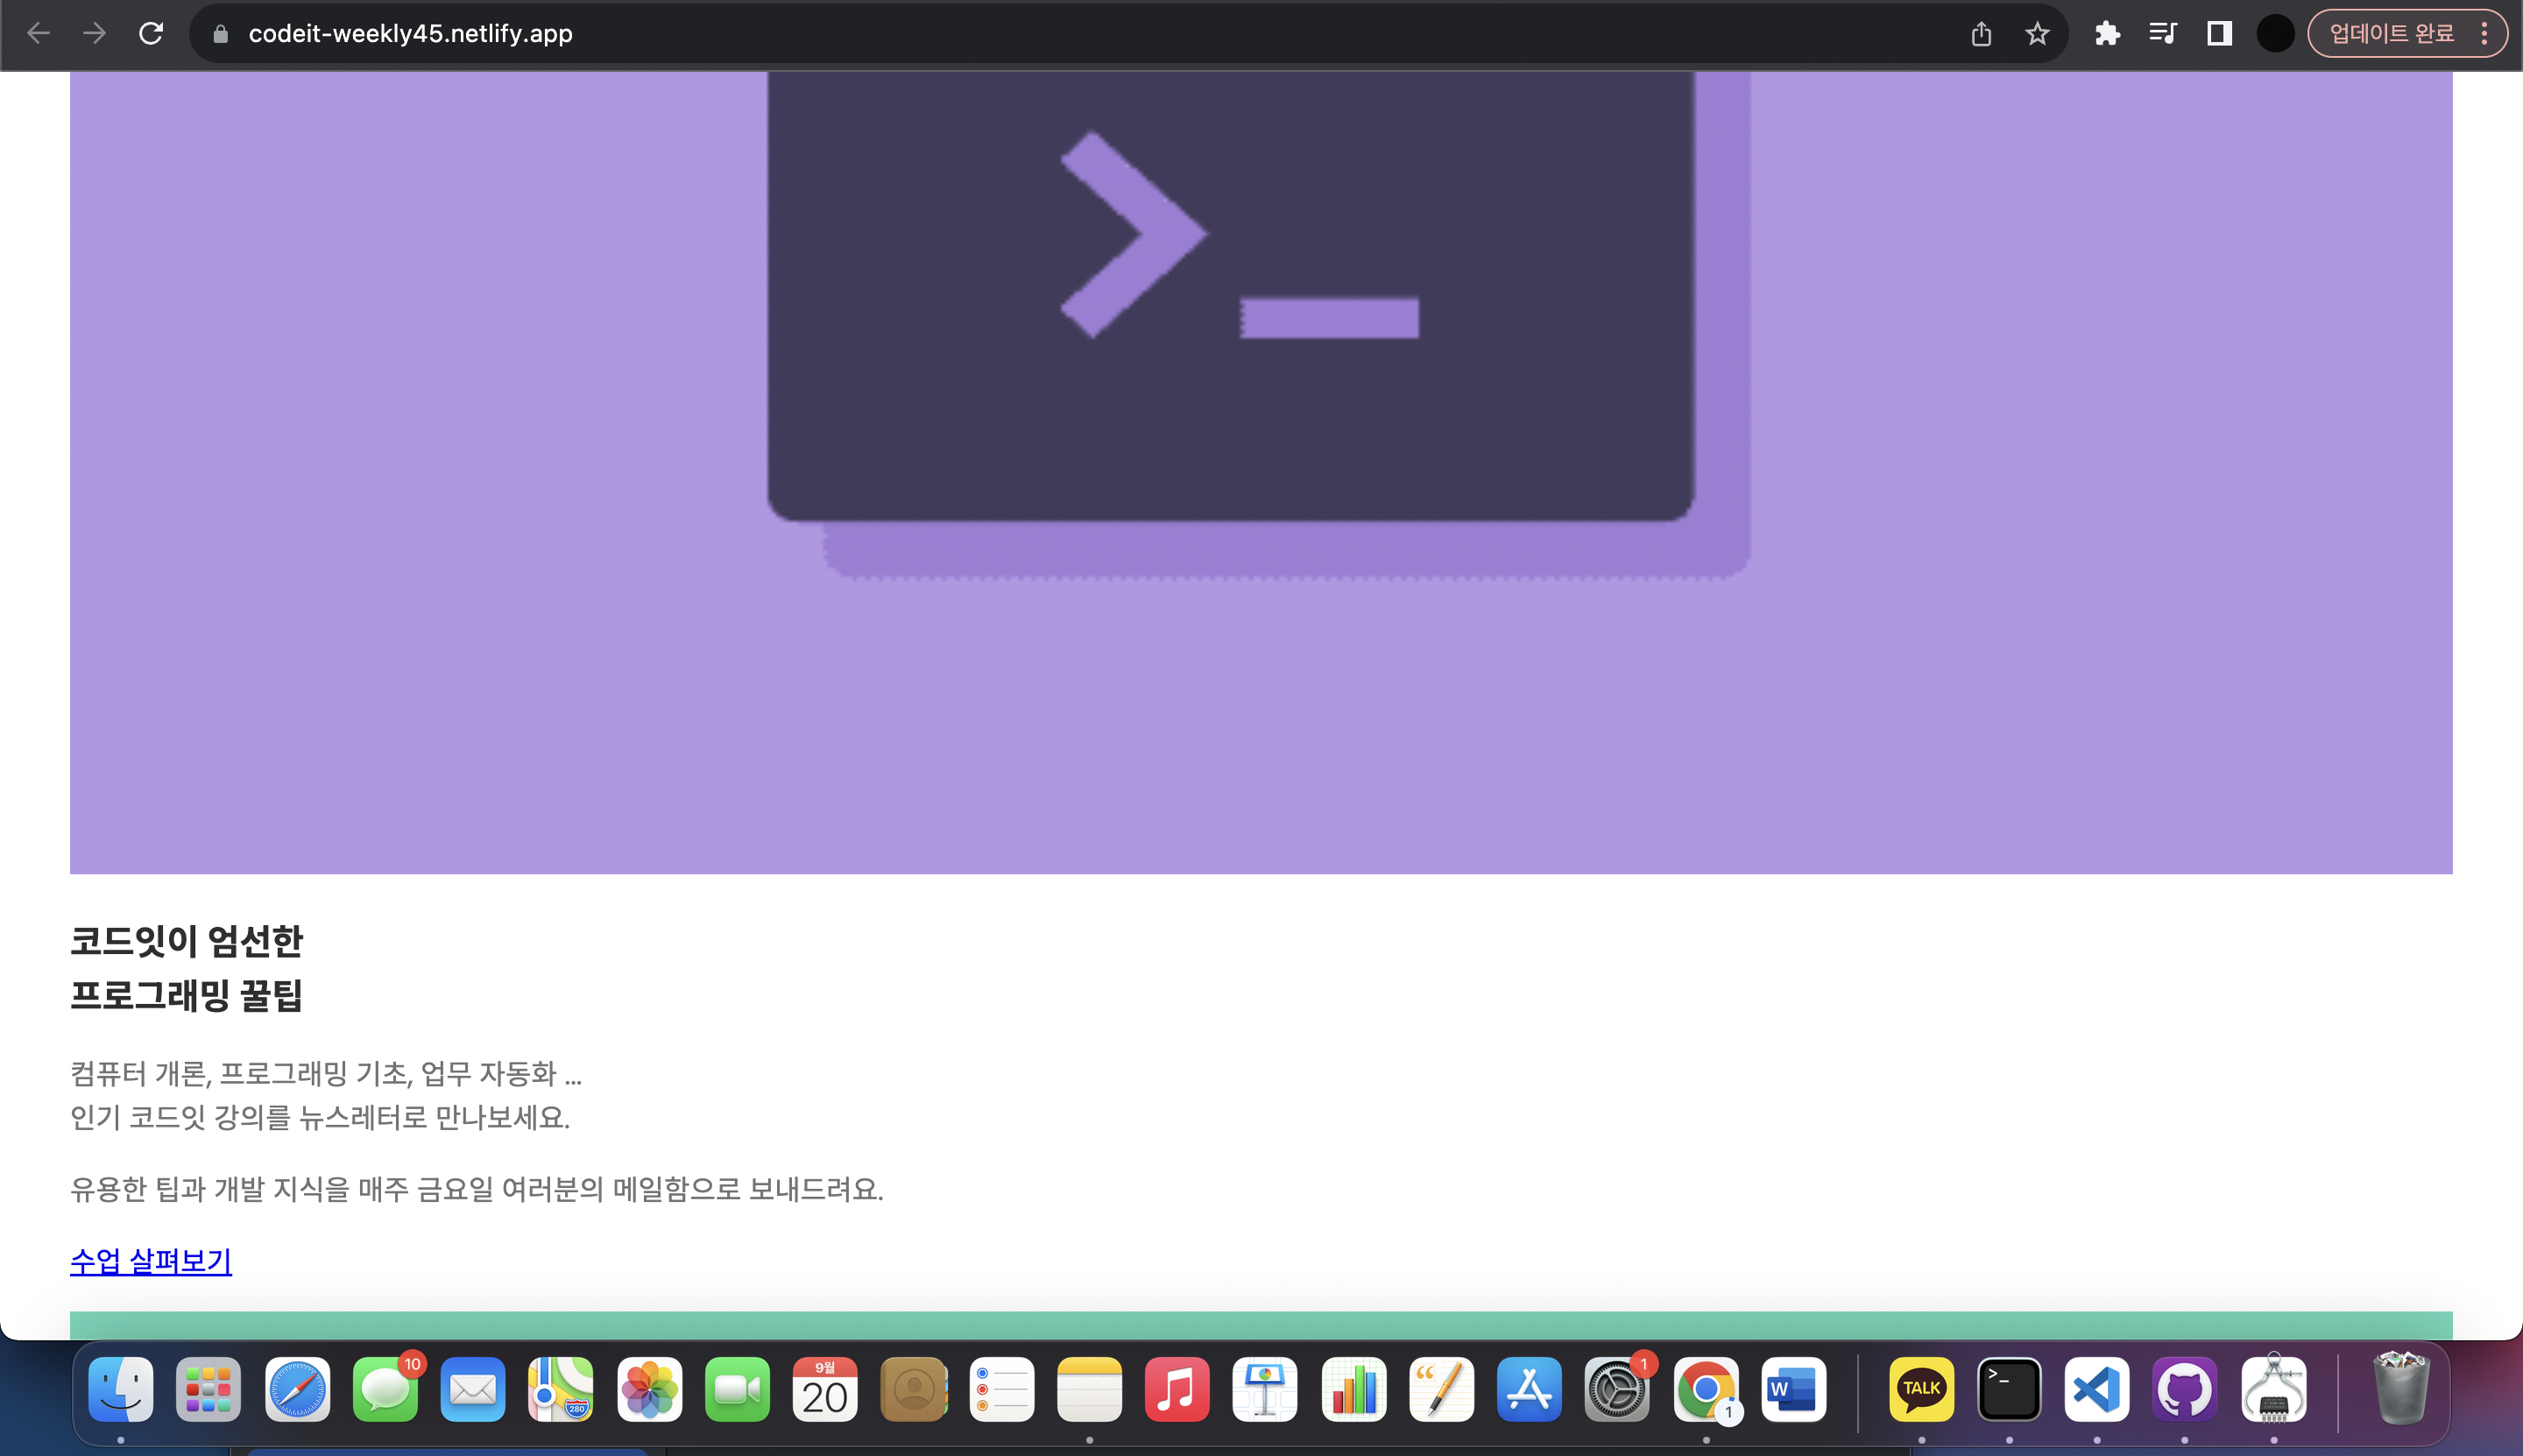 codeit-weekly45.netlify.app
업데이트 완료
>_
코드잇이 엄선한
프로그래밍 꿀팁
컴퓨터 개론, 프로그래밍 기초, 업무 자동화 ...
인기 코드잇 강의를 뉴스레터로 만나보세요.
유용한 팁과 개발 지식을 매주 금요일 여러분의 메일함으로 보내드려요.
수업 살펴보기
10
280
9월
20
1
1
W
TALK
>_